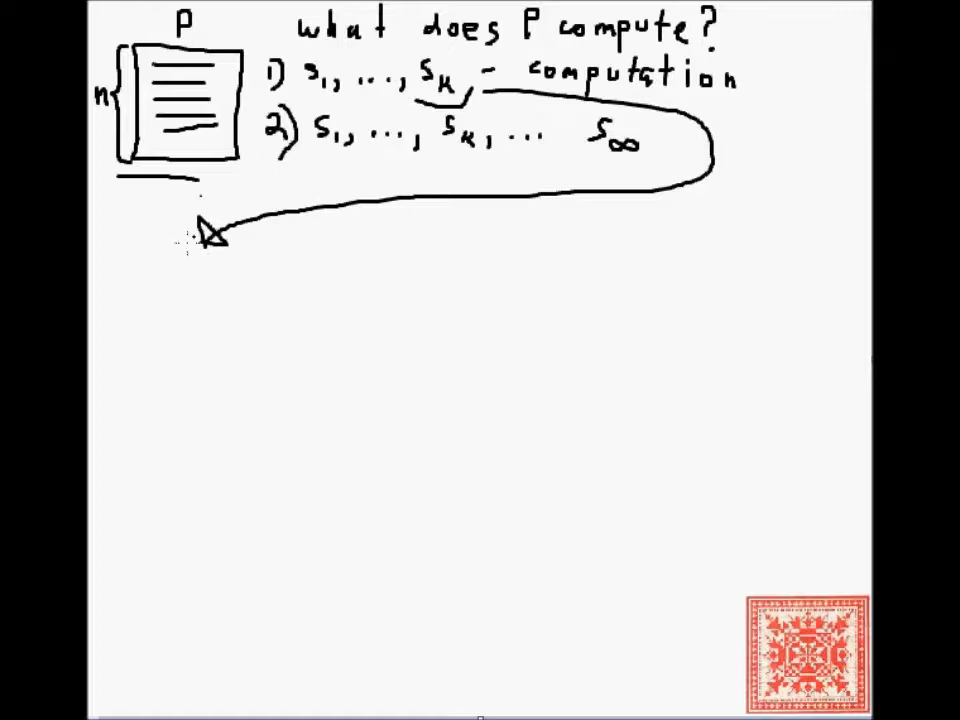 P
what does P compute?
n
1) s₁, ..., sₖ - computation
2) s₁, ..., sₖ, ... s∞